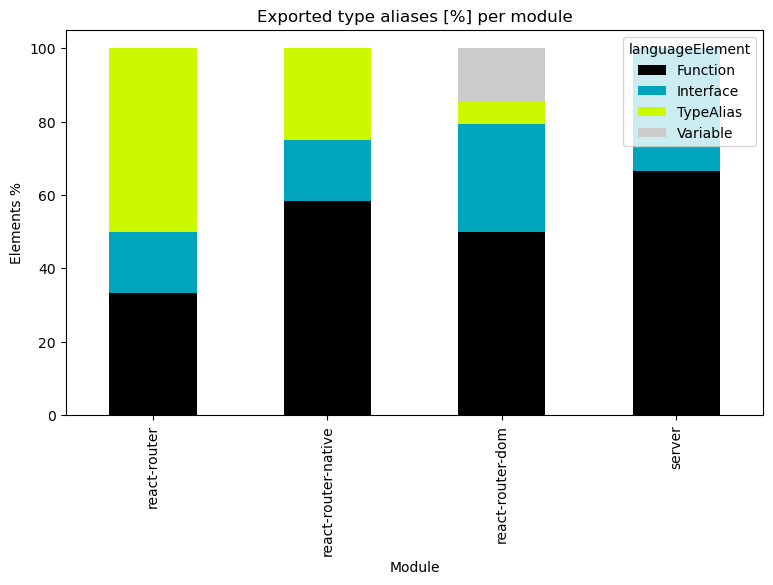 Exported type aliases [%] per module
languageElement
Function
Interface
TypeAlias
Variable
Elements %
100
80
60
40
20
0
react-router
react-router-native
react-router-dom
server
Module